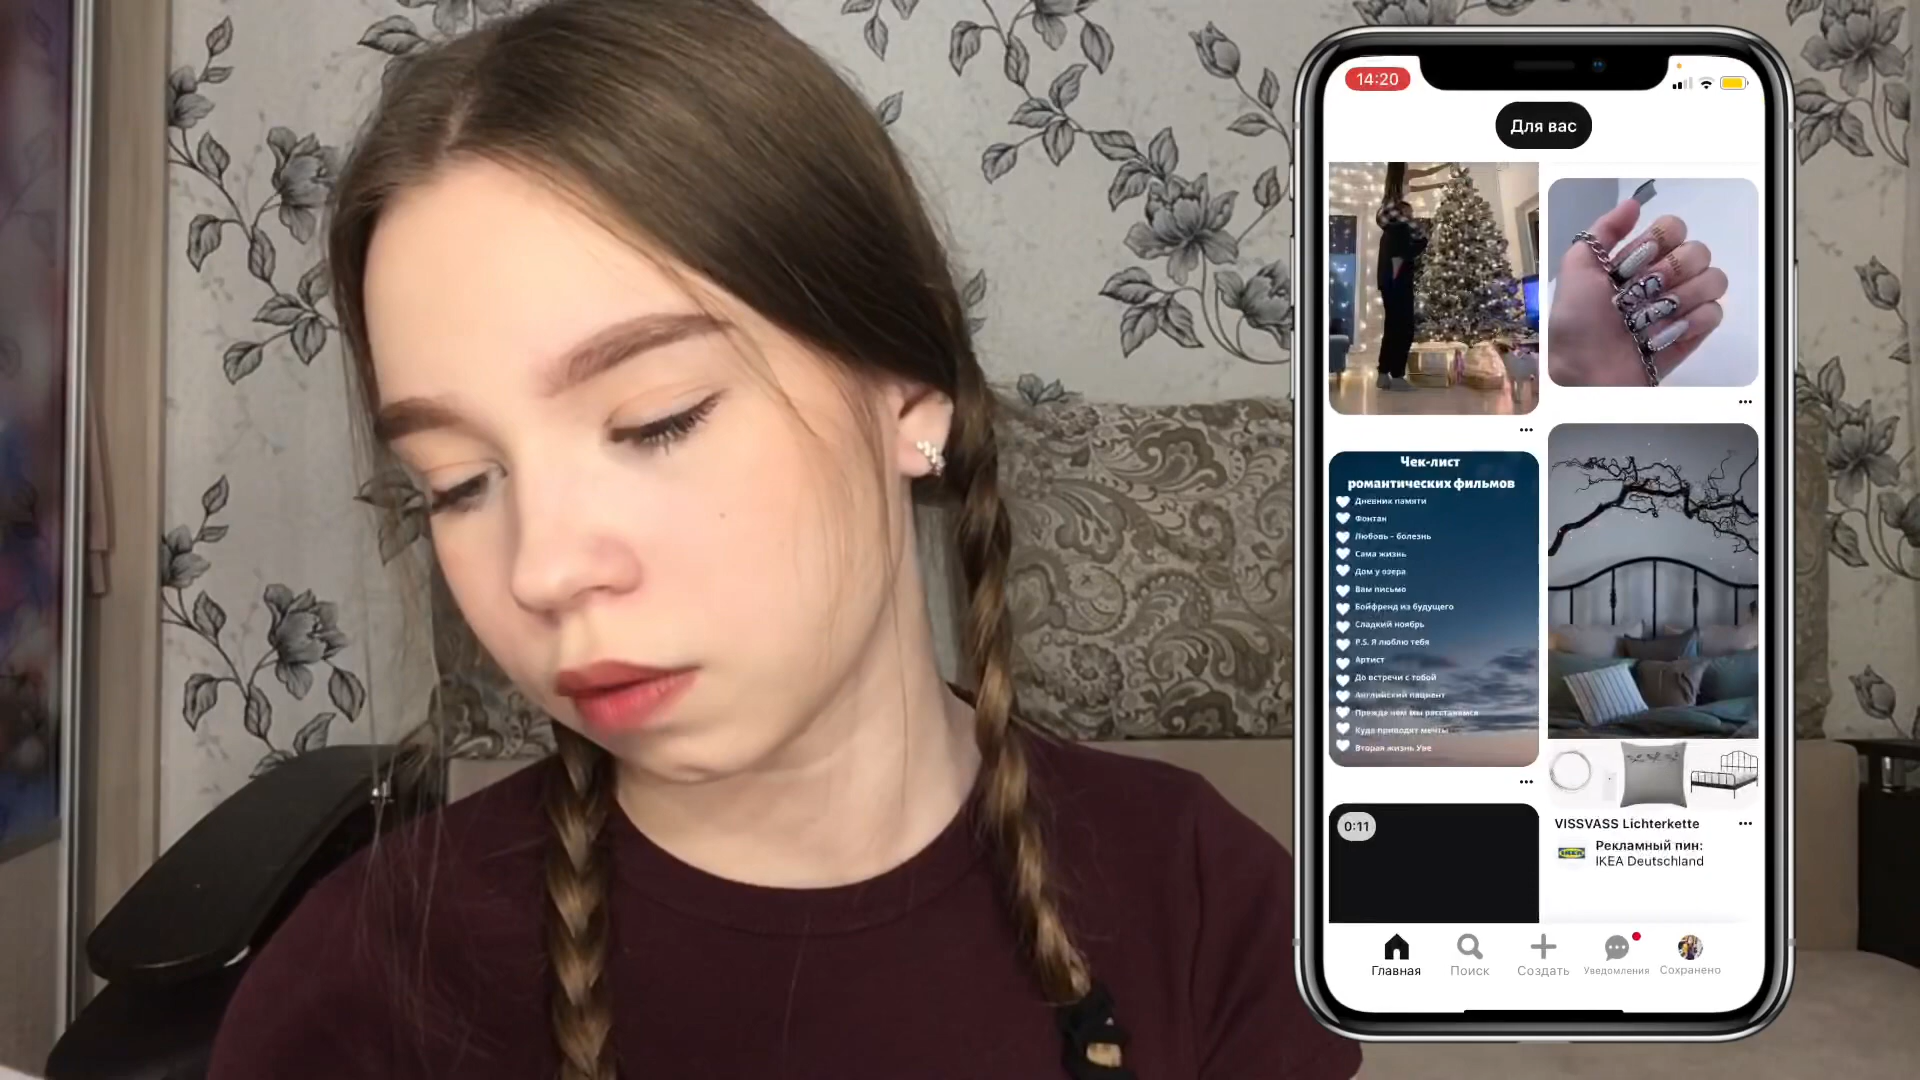 14:20
Для вас
Чек-лист
романтических фильмов
Дневник памяти
Фонтан
Любовь - болезнь
Сама жизнь
Дом у озера
Вам письмо
Бойфренд из будущего
Сладкий ноябрь
P.S. Я люблю тебя
Артист
До встречи с тобой
Английский пациент
Прежде чем мы расстанемся
Куда приводят мечты
Вторая жизнь Уве
0:11
VISSVASS Lichterkette
IKEA
Рекламный пин:
IKEA Deutschland
Главная
Поиск
Создать
Уведомления
Сохранено